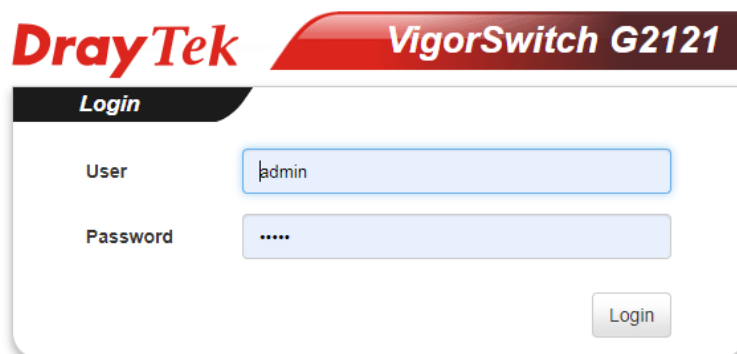 DrayTek
VigorSwitch G2121
Login
User
admin
Password
•••••
Login